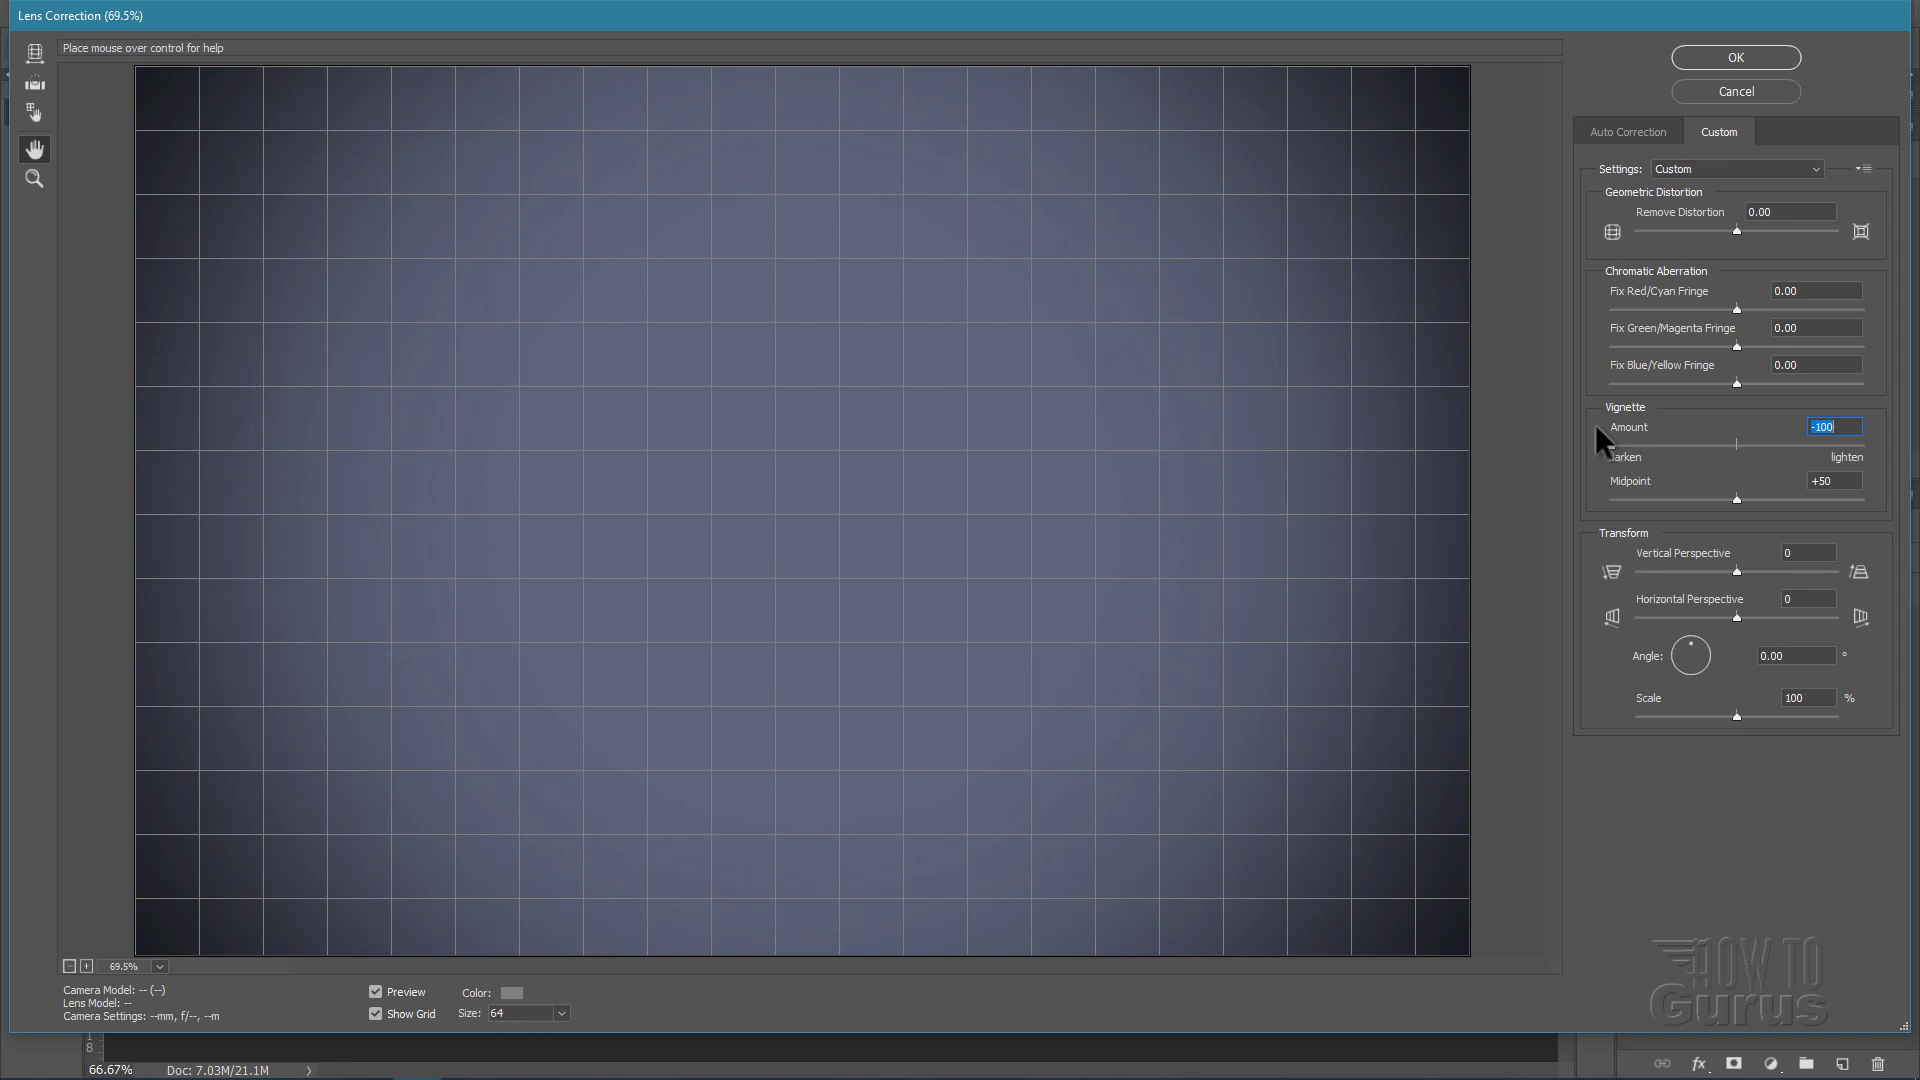 Lens Correction (69.5%)
Place mouse over control for help
OK
Cancel
Auto Correction
Custom
Settings: Custom
Geometric Distortion
Remove Distortion 0.00
Chromatic Aberration
Fix Red/Cyan Fringe 0.00
Fix Green/Magenta Fringe 0.00
Fix Blue/Yellow Fringe 0.00
Vignette
Amount -100
arken lighten
Midpoint +50
Transform
Vertical Perspective 0
Horizontal Perspective 0
Angle: 0.00 °
Scale 100 %
69.5%
Camera Model: -- (--)
Lens Model: --
Camera Settings: --mm, f/--, --m
Preview
Show Grid
Color:
Size: 64
HOW TO
Gurus
1
8
66.67% Doc: 7.03M/21.1M
fx